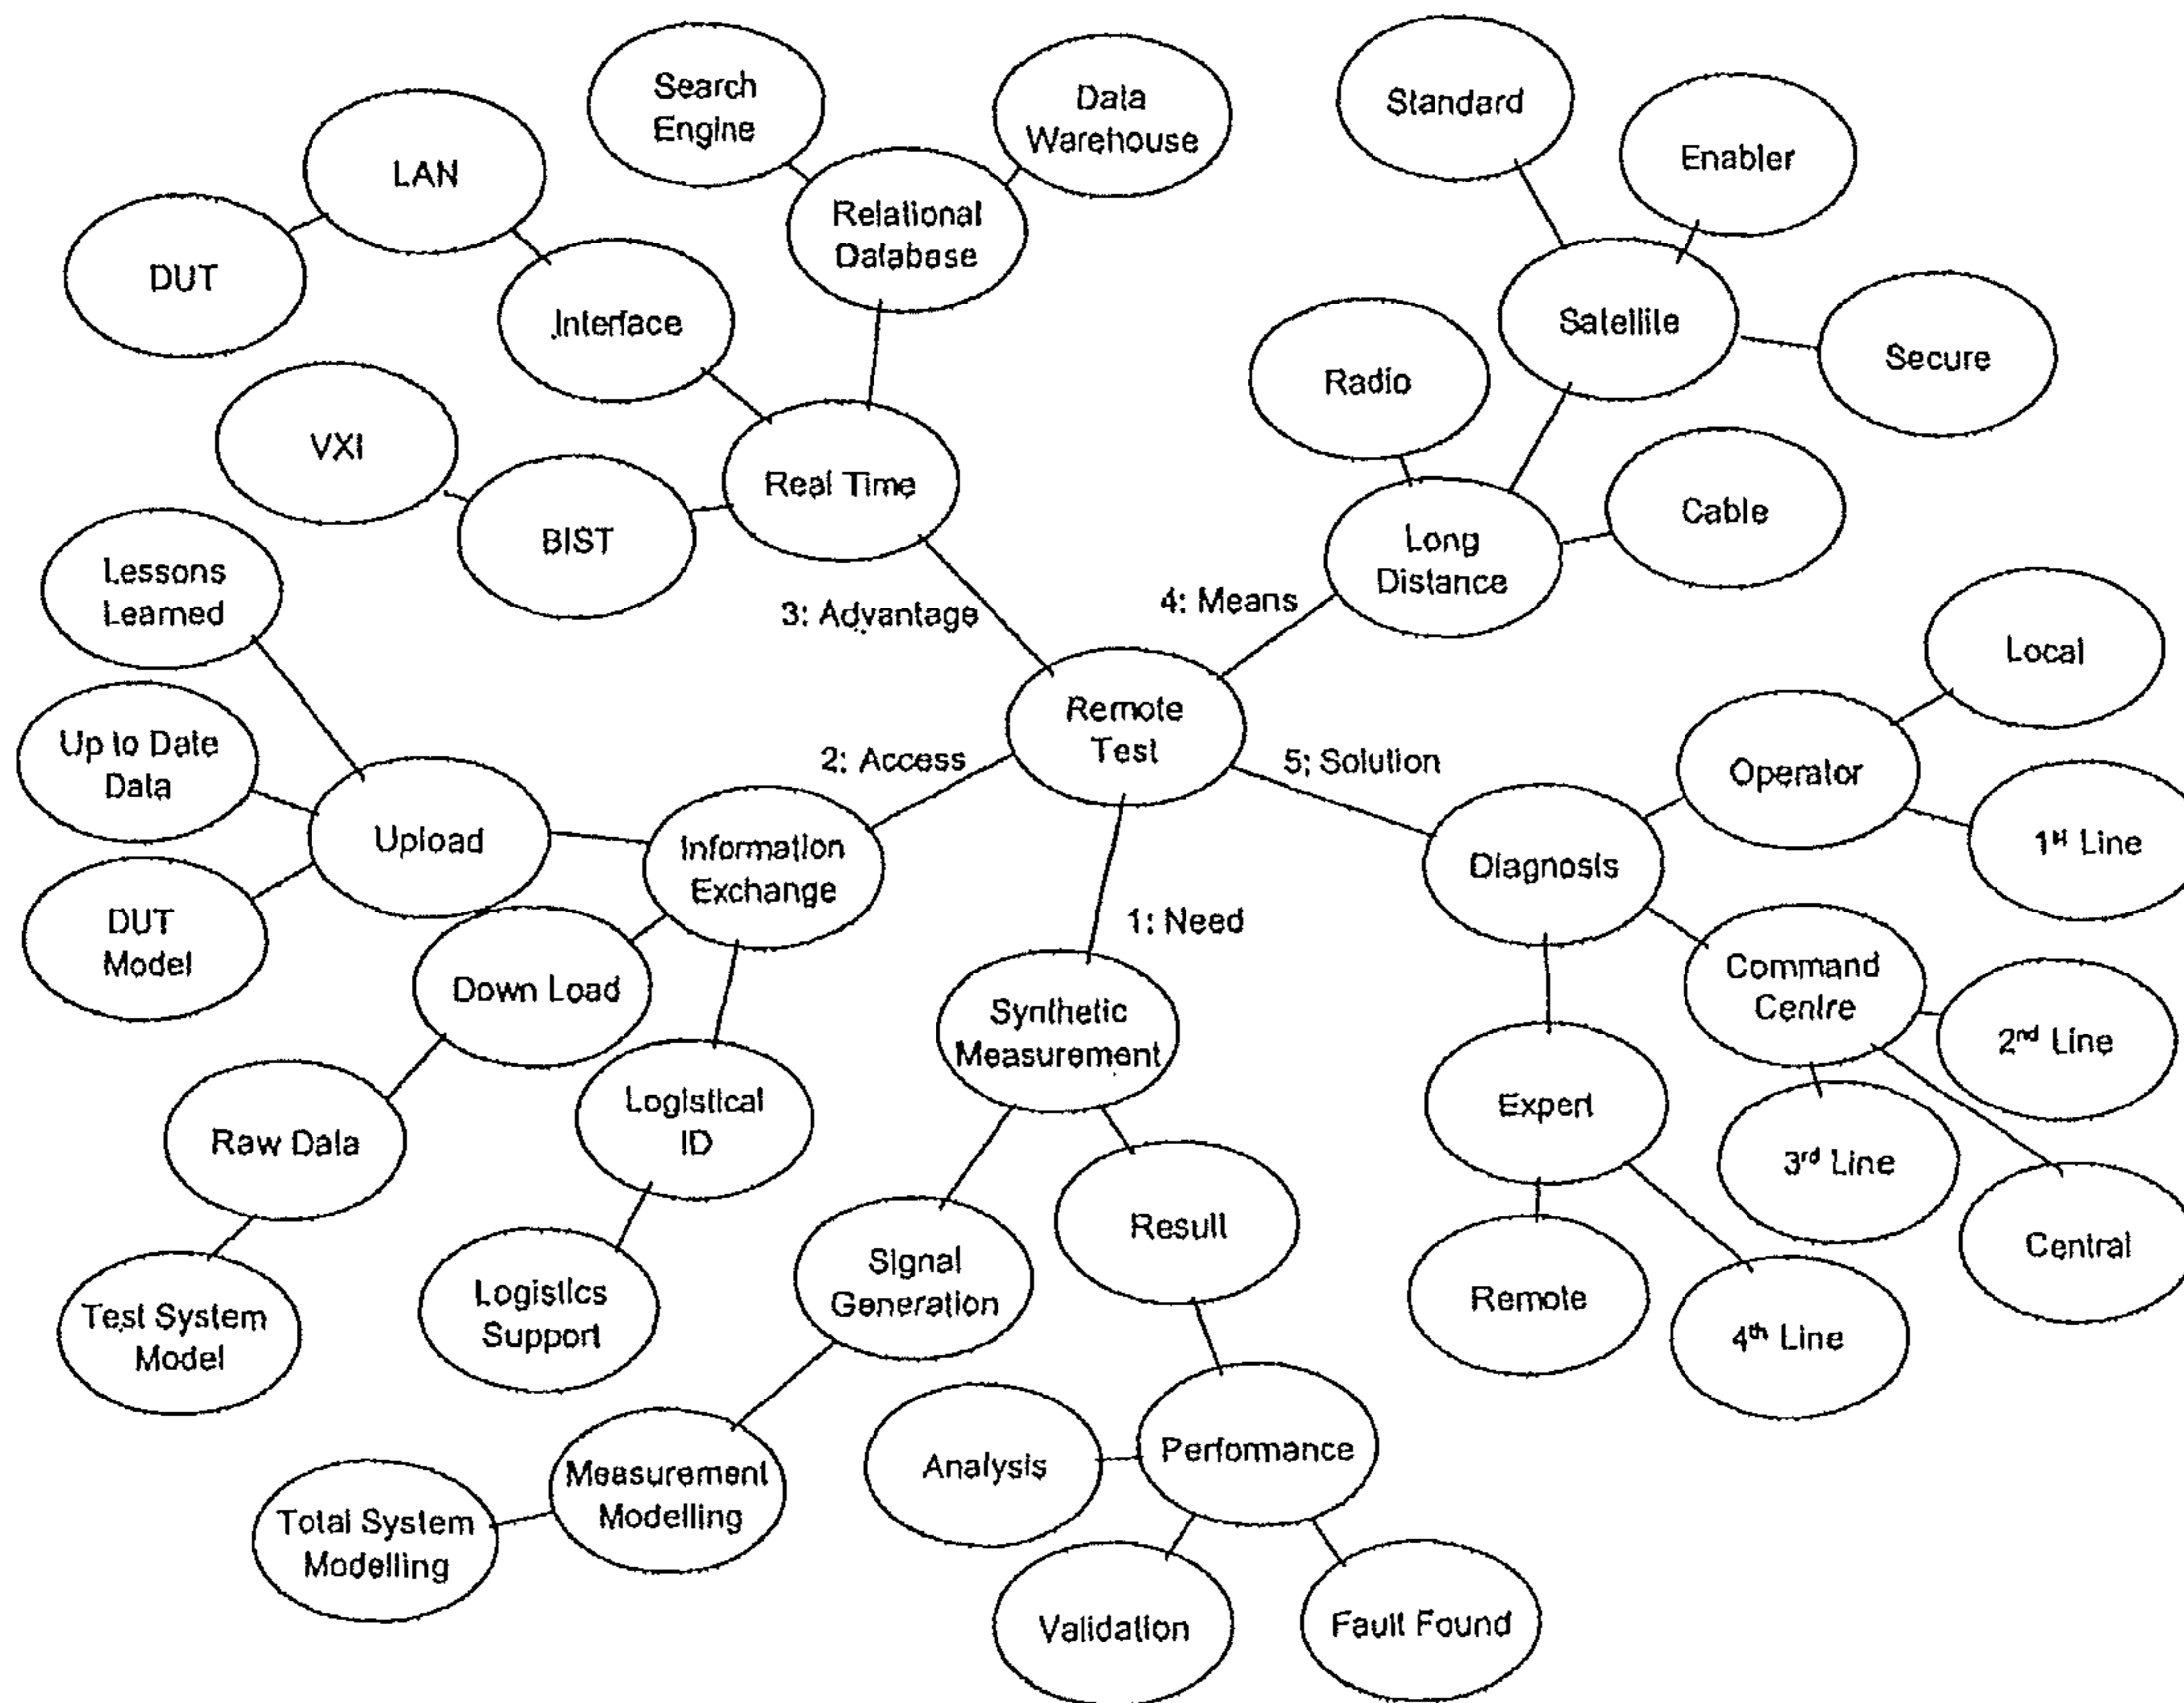 Search
Engine
Data
Warehouse
Standard
Enabler
LAN
DUT
Relational
Database
Interface
Satellite
Secure
Radio
VXI
Real Time
BIST
Cable
Long
Distance
Lessons
Learned
3: Advantage
4: Means
Local
Remote
Test
Up to Date
Data
2: Access
5: Solution
Operator
Upload
Information
Exchange
Diagnosis
1st Line
DUT
Model
1: Need
Down Load
Synthetic
Measurement
Command
Centre
2nd Line
Raw Data
Logistical
ID
Expert
3rd Line
Result
Central
Signal
Generation
Logistics
Support
Remote
4th Line
Test System
Model
Analysis
Performance
Measurement
Modelling
Total System
Modelling
Validation
Fault Found